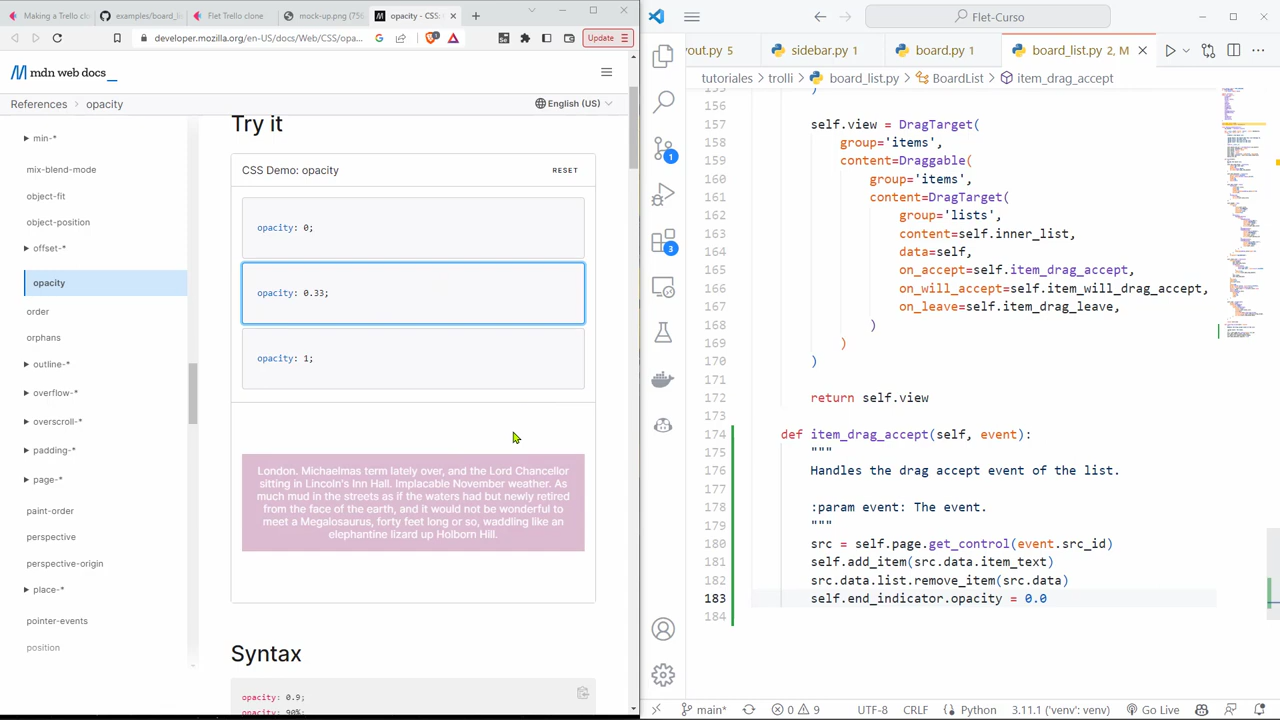 Making a Trello clo
examples/board_l
Flet Trello clone
mock-up-png (756
opacity
developer.mozilla.org/en-US/docs/Web/CSS/opa
Update
mdn web docs_
References > opacity
English (US)
min-*
mix-blend-mode
object-fit
object-position
offset-*
opacity
order
orphans
outline-*
overflow-*
overscroll-*
padding-*
page-*
paint-order
perspective
perspective-origin
place-*
pointer-events
position
Try it
CSS Demo: opacity
RESET
opacity: 0;
opacity: 0.33;
opacity: 1;
London. Michaelmas term lately over, and the Lord Chancellor
sitting in Lincoln's Inn Hall. Implacable November weather. As
much mud in the streets as if the waters had but newly retired
from the face of the earth, and it would not be wonderful to
meet a Megalosaurus, forty feet long or so, waddling like an
elephantine lizard up Holborn Hill.
Syntax
opacity: 0.9;
opacity: 90%;
Flet-Curso
yout.py 5
sidebar.py 1
board.py 1
board_list.py 2, M
tutoriales > trolli > board_list.py > BoardList > item_drag_accept
155 )
156
157 self.view = DragTarget(
158 group='items',
159 content=Draggable(
160 group='items',
161 content=DragTarget(
162 group='lists',
163 content=self.inner_list,
164 data=self,
165 on_accept=self.item_drag_accept,
166 on_will_accept=self.item_will_drag_accept,
167 on_leave=self.item_drag_leave,
168 )
169 )
170 )
171
172 return self.view
173
174 def item_drag_accept(self, event):
175 """
176 Handles the drag accept event of the list.
177
178 :param event: The event.
179 """
180 src = self.page.get_control(event.src_id)
181 self.add_item(src.data.item_text)
182 src.data.list.remove_item(src.data)
183 self.end_indicator.opacity = 0.0
184
1
3
main*
0
9
UTF-8
CRLF
Python
3.11.1 ('venv': venv)
Go Live